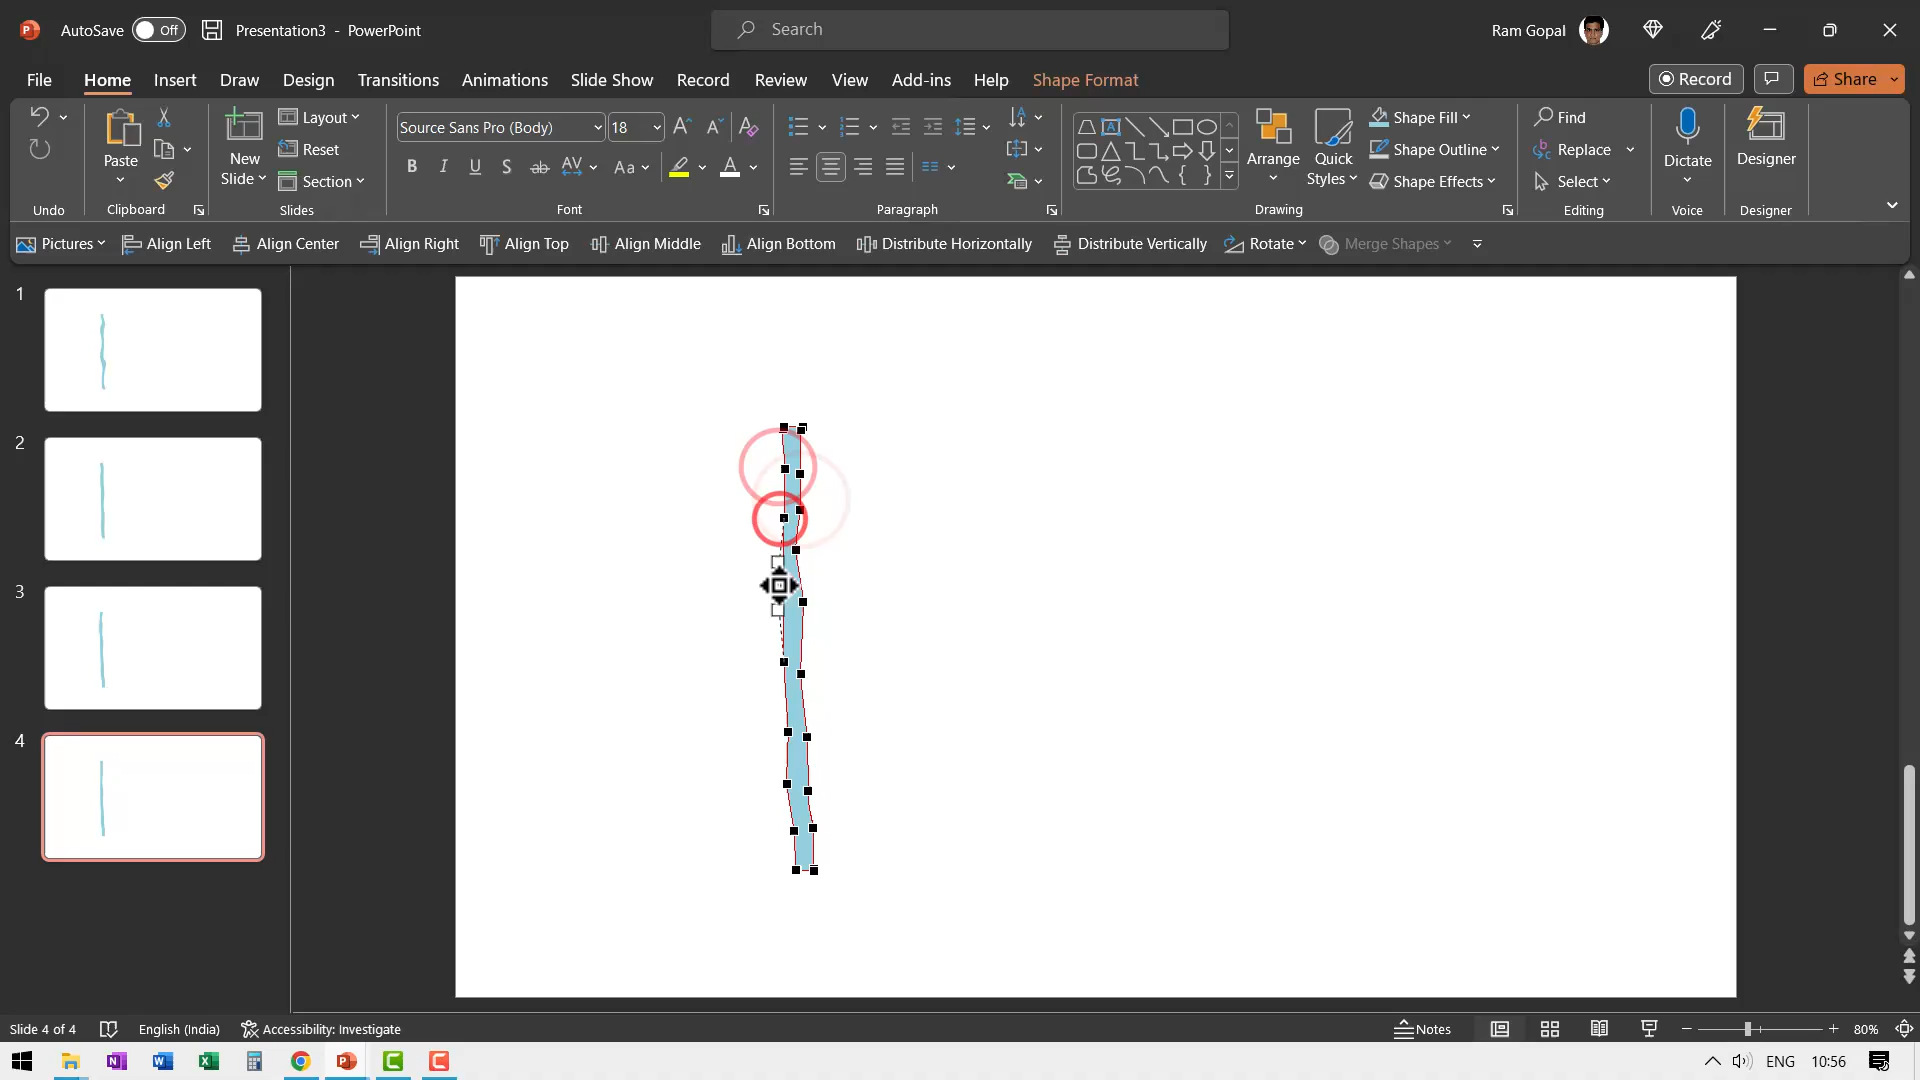 AutoSave Off Presentation3 - PowerPoint Search Ram Gopal
File Home Insert Draw Design Transitions Animations Slide Show Record Review View Add-ins Help Shape Format Record Share
Source Sans Pro (Body) 18
Paste
New Slide
Layout
Reset
Section
B I U S ab AV Aa A
Arrange
Quick Styles
Shape Fill
Shape Outline
Shape Effects
Find
Replace
Select
Dictate
Designer
Undo Clipboard Slides Font Paragraph Drawing Editing Voice Designer
Pictures Align Left Align Center Align Right Align Top Align Middle Align Bottom Distribute Horizontally Distribute Vertically Rotate Merge Shapes
1
2
3
4
Slide 4 of 4 English (India) Accessibility: Investigate Notes 80%
ENG 10:56